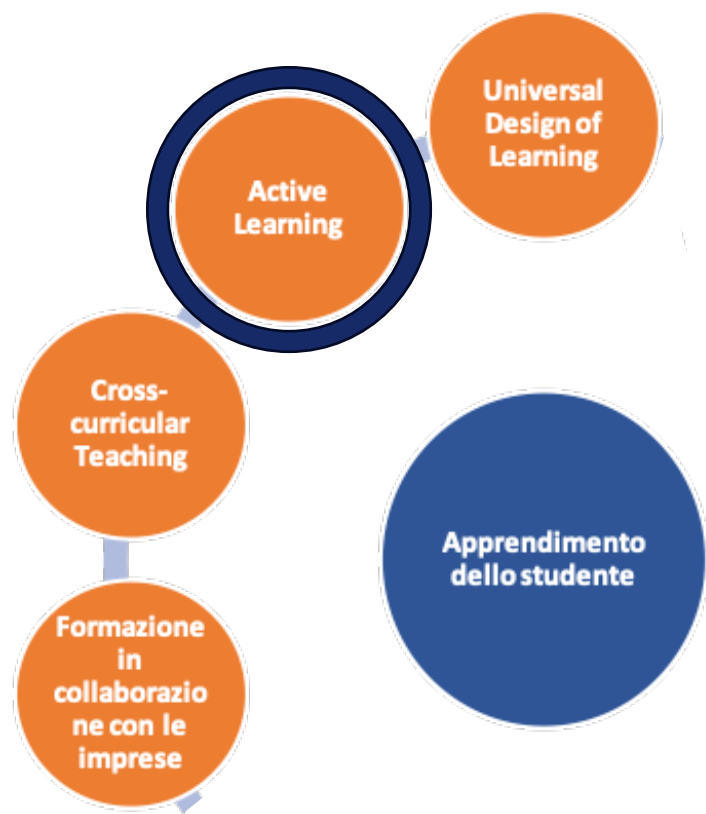 Universal
Design of
Learning
Active
Learning
Cross-
curricular
Teaching
Apprendimento
dello studente
Formazione
in
collaborazio
ne con le
imprese